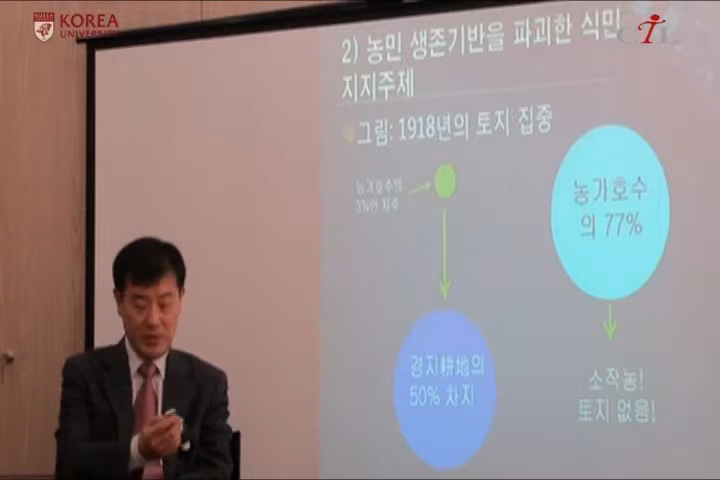 KOREA
UNIVERSITY
CTL
2) 농민 생존기반을 파괴한 식민
지지주제
그림: 1918년의 토지 집중
농가호수의
3%인 지주
농가호수
의 77%
경지耕地의
50% 차지
소작농!
토지 없음!